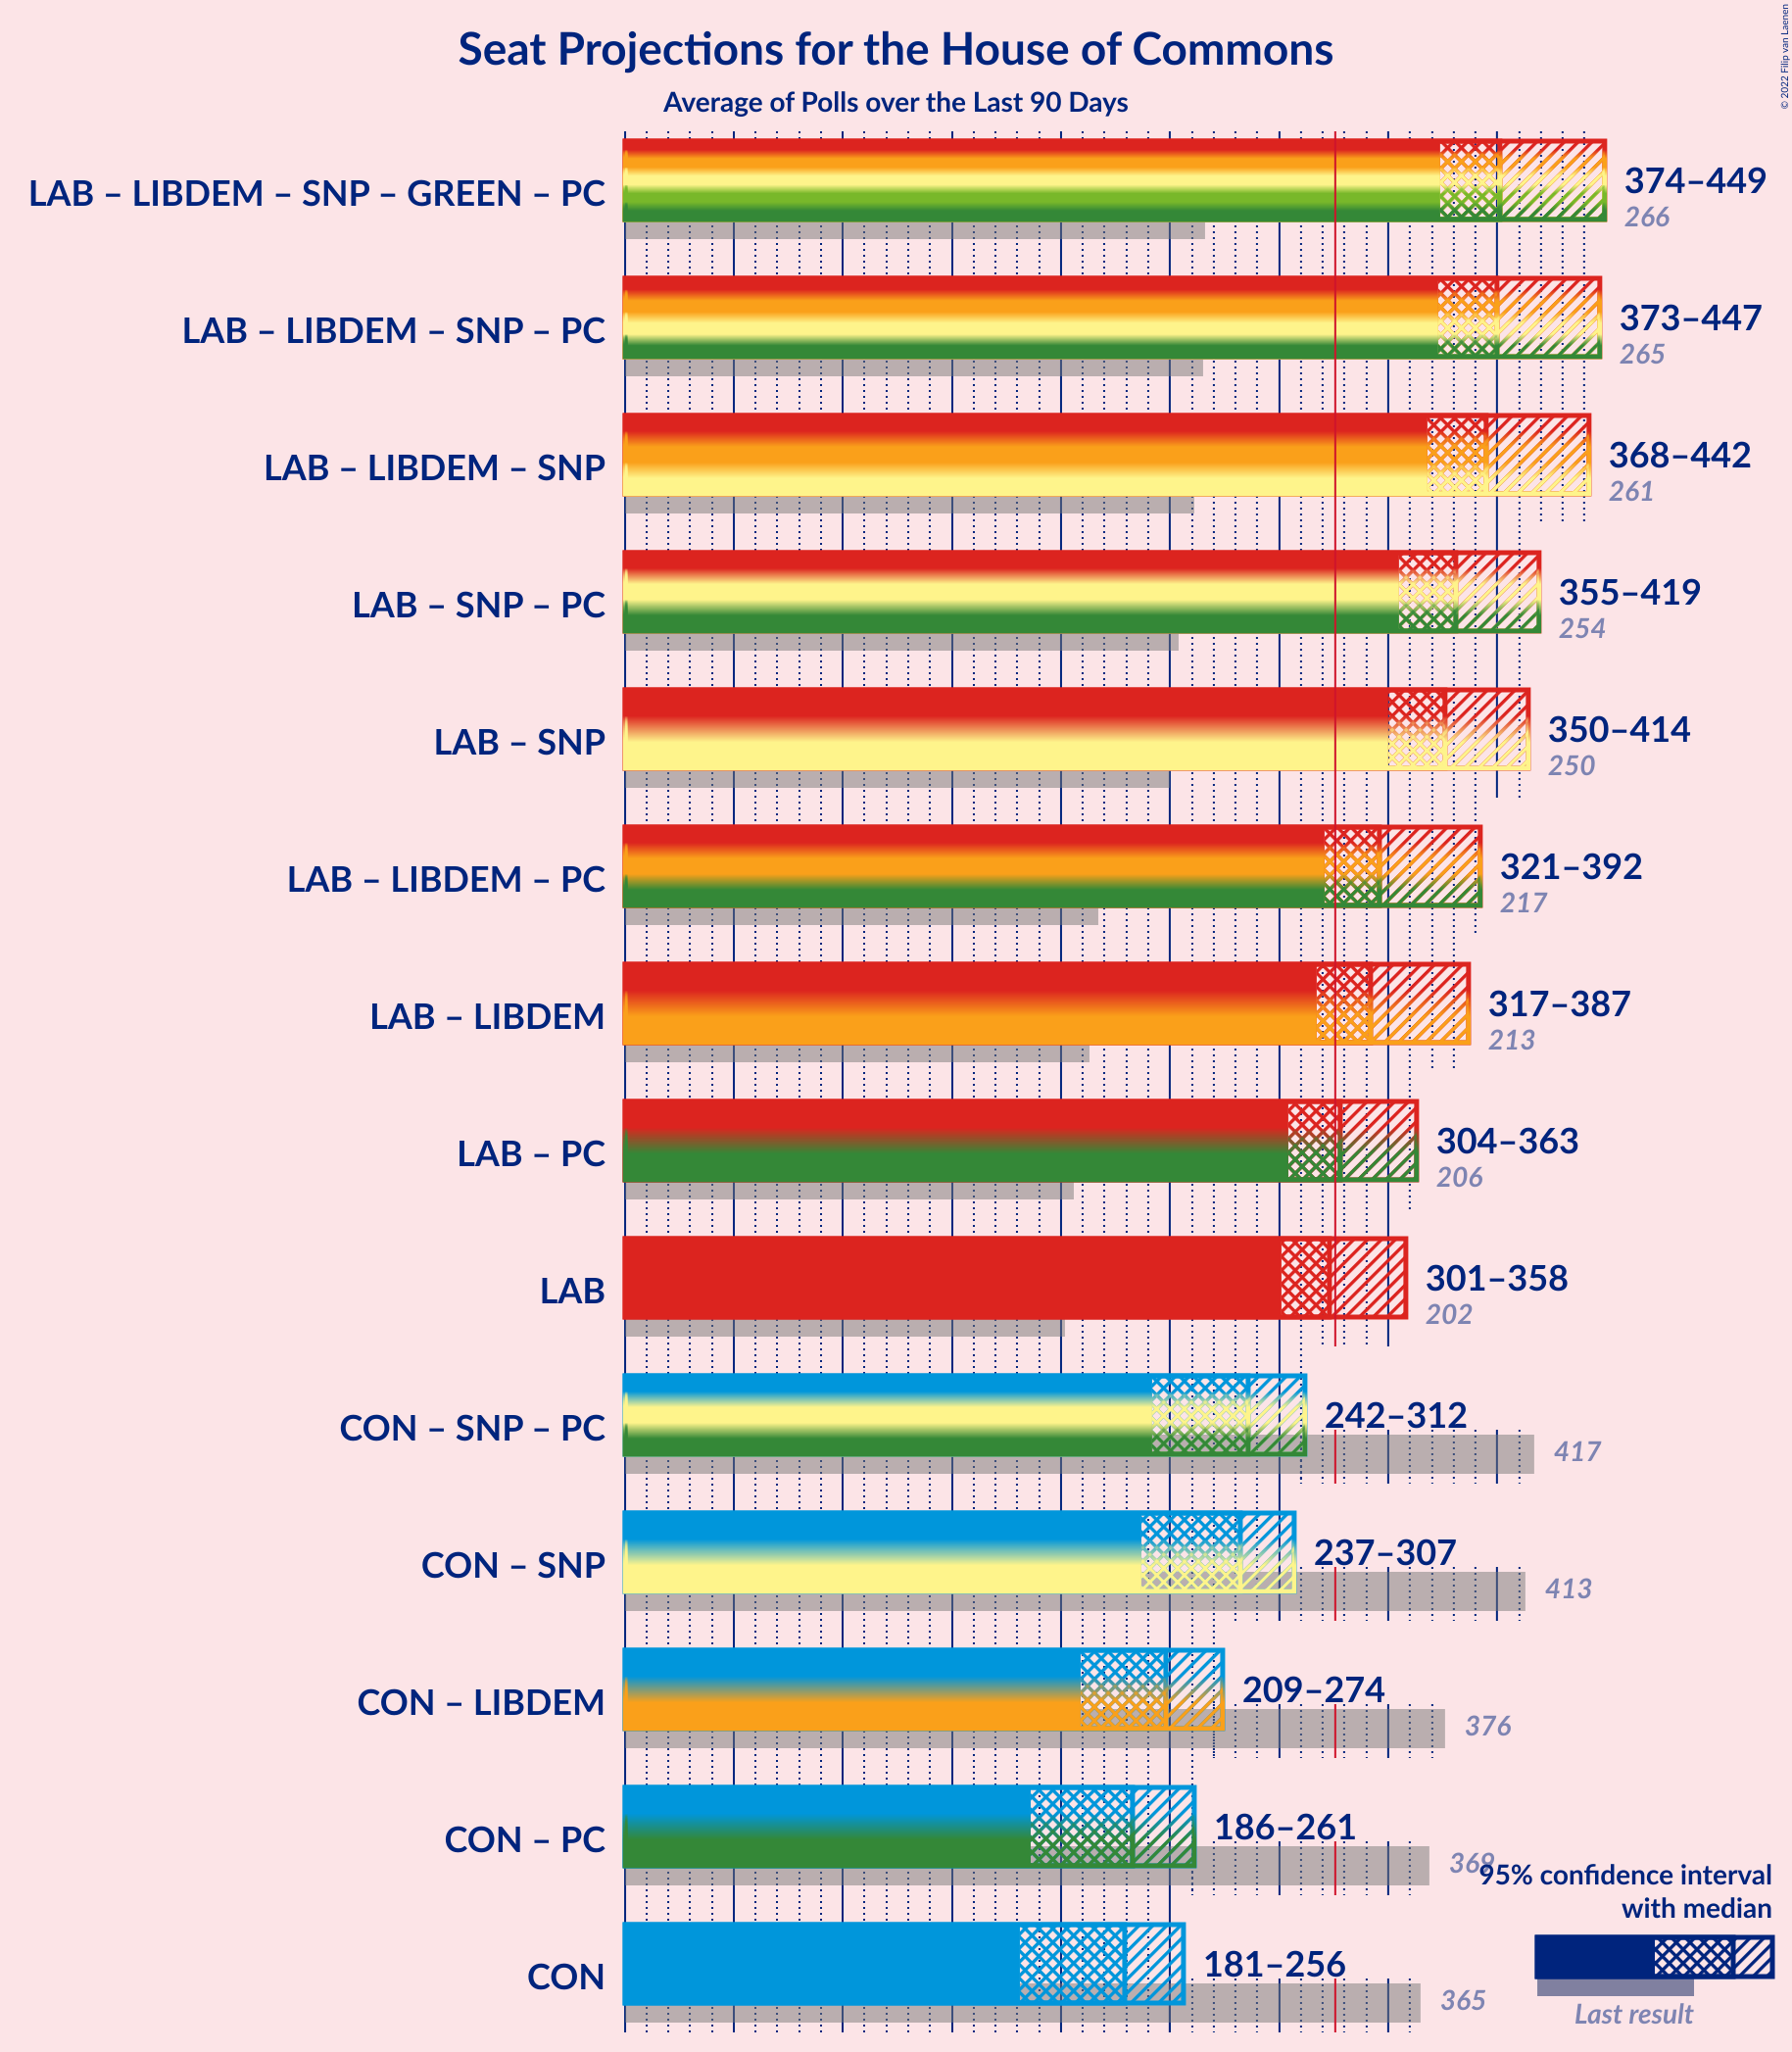 Seat Projections for the House of Commons
Average of Polls over the Last 90 Days
© 2022 Filip van Laenen
LAB – LIBDEM – SNP – GREEN – PC
374–449
266
LAB – LIBDEM – SNP – PC
373–447
265
LAB – LIBDEM – SNP
368–442
261
LAB – SNP – PC
355–419
254
LAB – SNP
350–414
250
LAB – LIBDEM – PC
321–392
217
LAB – LIBDEM
317–387
213
LAB – PC
304–363
206
LAB
301–358
202
CON – SNP – PC
242–312
417
CON – SNP
237–307
413
CON – LIBDEM
209–274
376
CON – PC
186–261
369
CON
181–256
365
95% confidence interval
with median
Last result